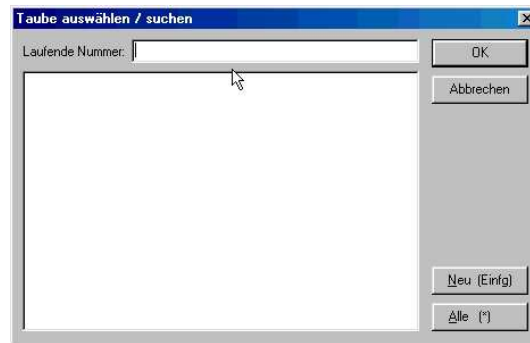 Taube auswählen / suchen
Laufende Nummer:
OK
Abbrechen
Neu (Einfg)
Alle (*)